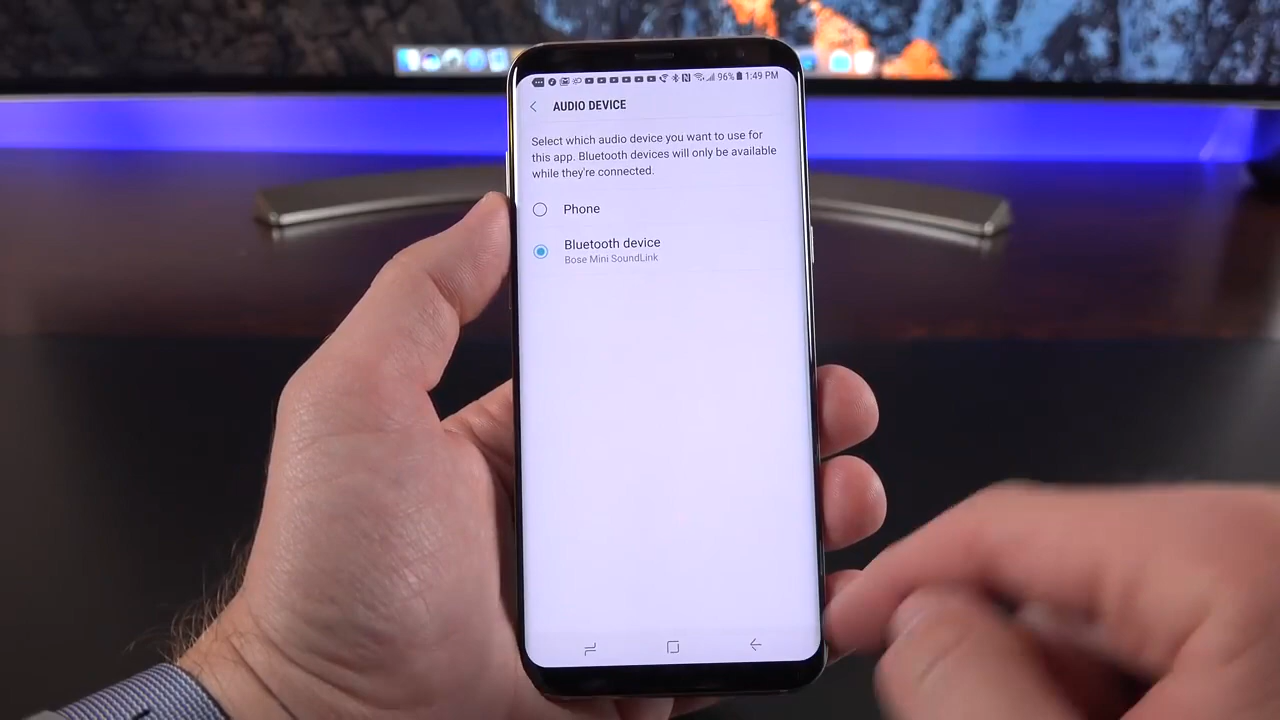 96% 1:49 PM
AUDIO DEVICE
Select which audio device you want to use for
this app. Bluetooth devices will only be available
while they're connected.
Phone
Bluetooth device
Bose Mini SoundLink